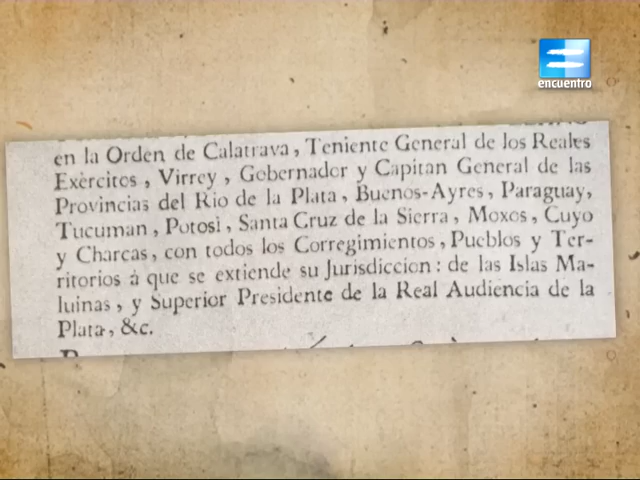 encuentro
en la Orden de Calatrava, Teniente General de los Reales
Exèrcitos, Virrey, Gobernador y Capitan General de las
Provincias del Rio de la Plata, Buenos-Ayres, Paraguay,
Tucuman, Potosì, Santa Cruz de la Sierra, Moxos, Cuyo
y Charcas, con todos los Corregimientos, Pueblos y Ter-
ritorios à que se extiende su Jurisdiccion: de las Islas Ma-
luinas, y Superior Presidente de la Real Audiencia de la
Plata, &c.